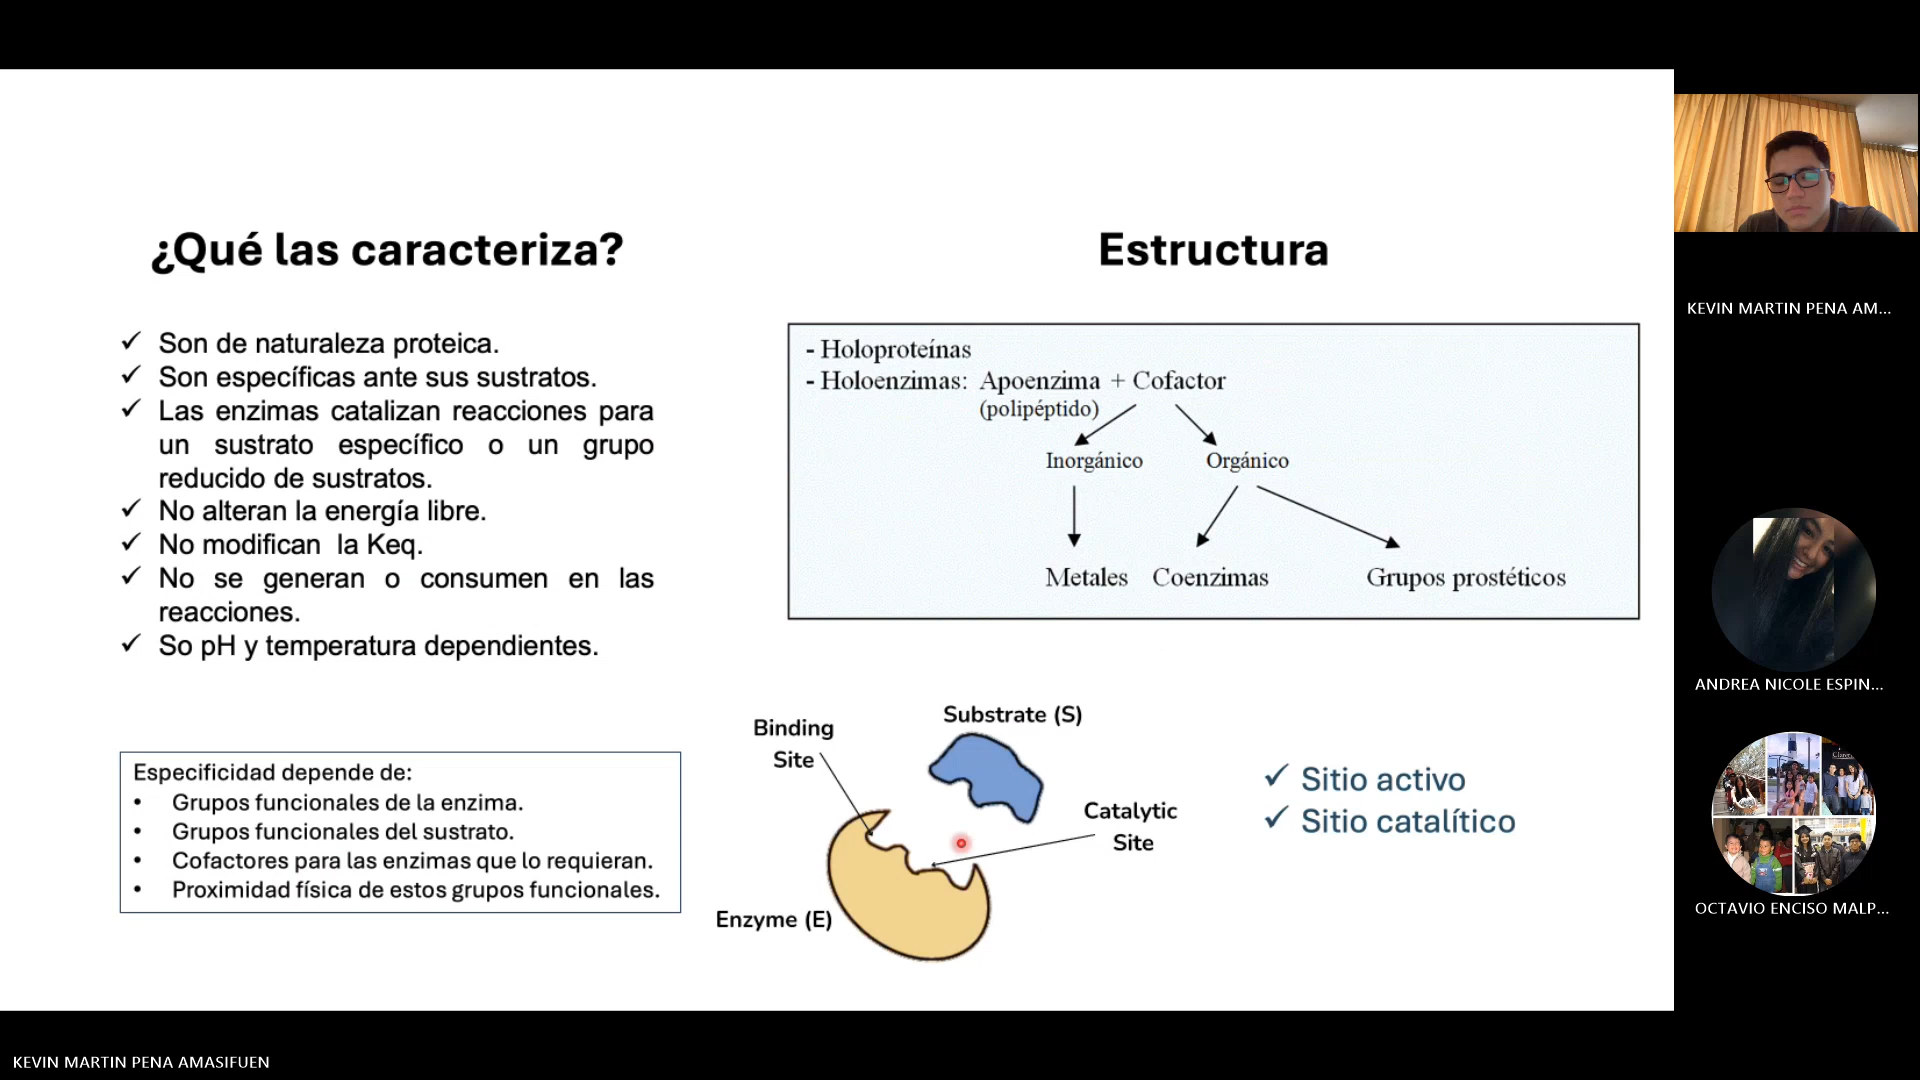 ¿Qué las caracteriza?
✓ Son de naturaleza proteica.
✓ Son específicas ante sus sustratos.
✓ Las enzimas catalizan reacciones para
un sustrato específico o un grupo
reducido de sustratos.
✓ No alteran la energía libre.
✓ No modifican la Keq.
✓ No se generan o consumen en las
reacciones.
✓ So pH y temperatura dependientes.
Especificidad depende de:
• Grupos funcionales de la enzima.
• Grupos funcionales del sustrato.
• Cofactores para las enzimas que lo requieran.
• Proximidad física de estos grupos funcionales.
Estructura
- Holoproteínas
- Holoenzimas: Apoenzima + Cofactor
(polipéptido)
Inorgánico Orgánico
Metales Coenzimas Grupos prostéticos
Substrate (S)
Binding
Site
Catalytic
Site
Enzyme (E)
✓ Sitio activo
✓ Sitio catalítico
KEVIN MARTIN PENA AM...
ANDREA NICOLE ESPIN...
OCTAVIO ENCISO MALP...
KEVIN MARTIN PENA AMASIFUEN